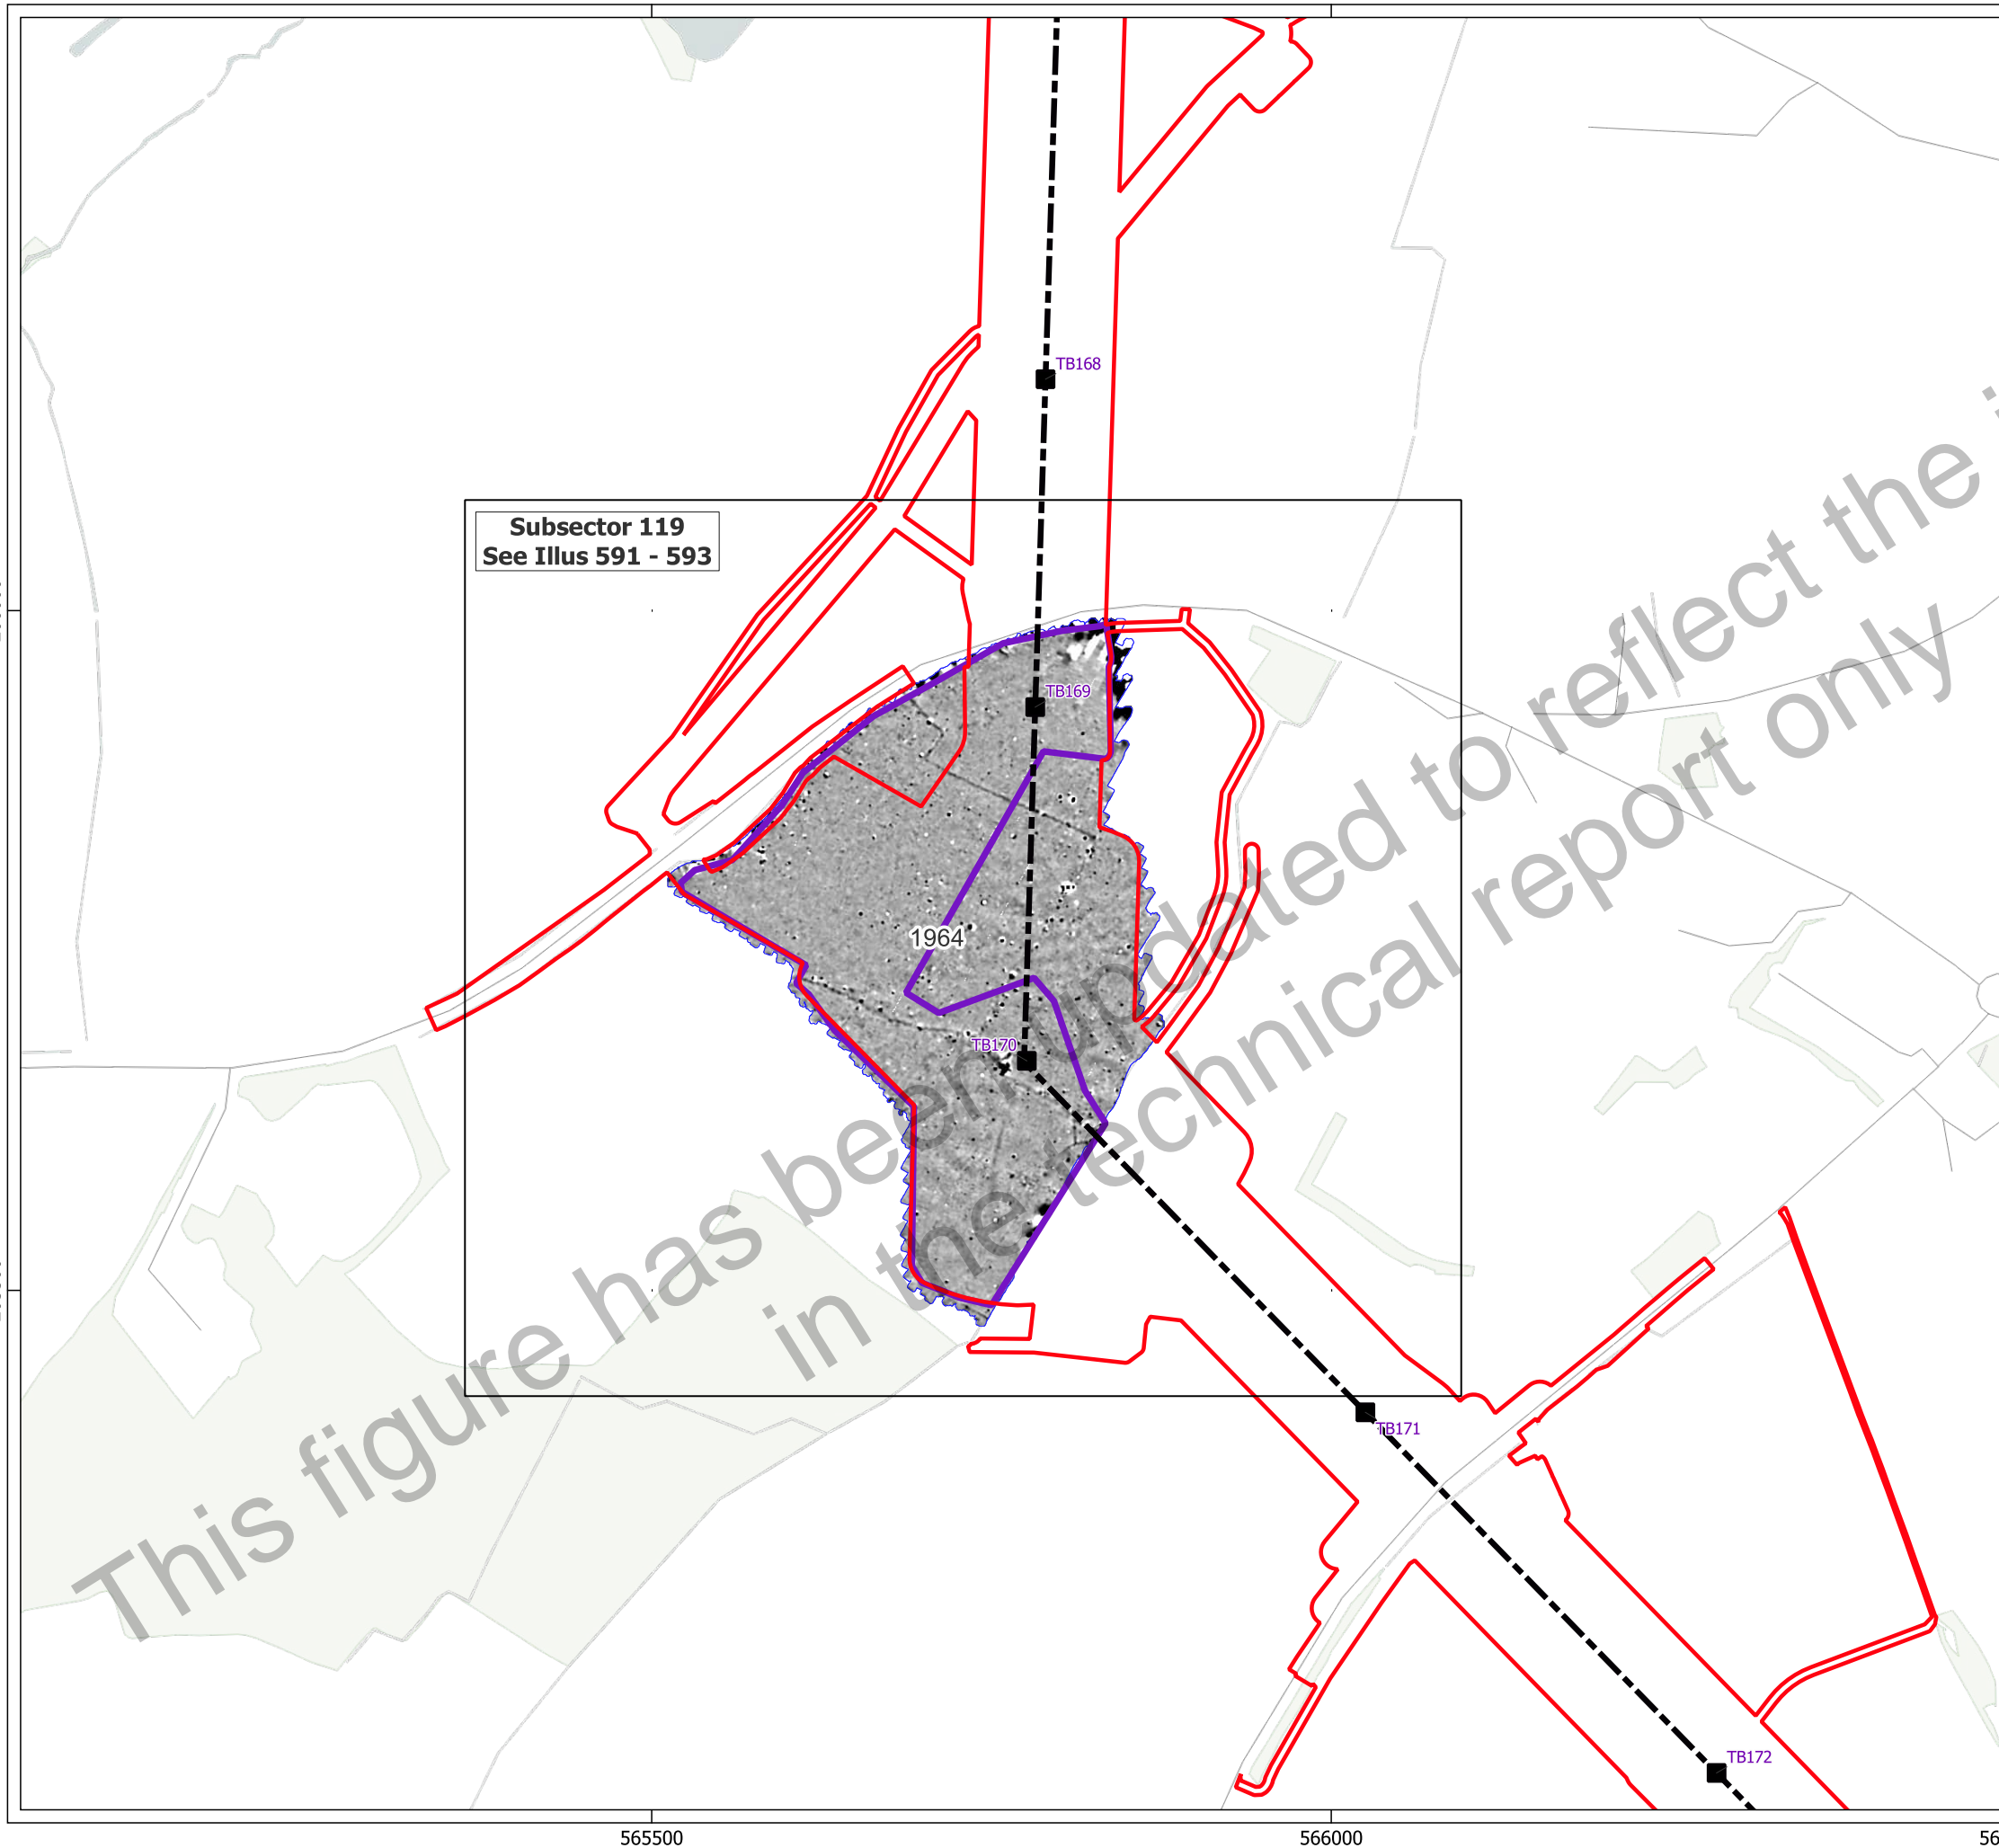 TB168
Subsector 119
See Illus 591 - 593
TB169
1964
TB170
TB171
TB172
This figure has been updated to reflect the
in the technical report only
565500
566000